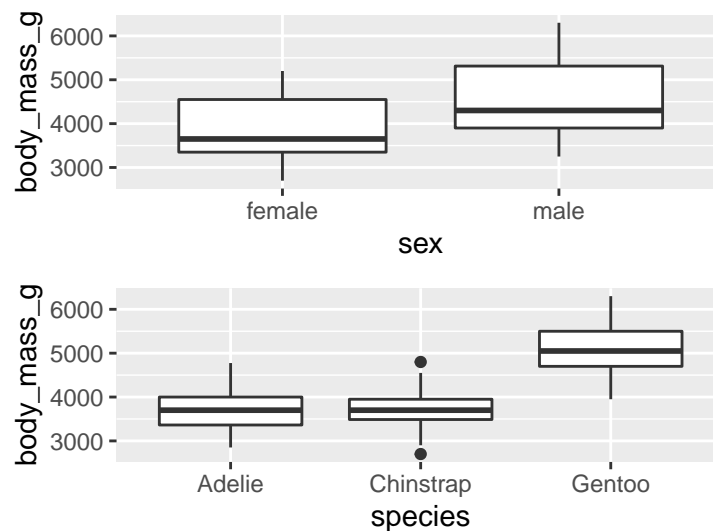 body_mass_g
6000
5000
4000
3000
female male
sex
body_mass_g
6000
5000
4000
3000
Adelie Chinstrap Gentoo
species